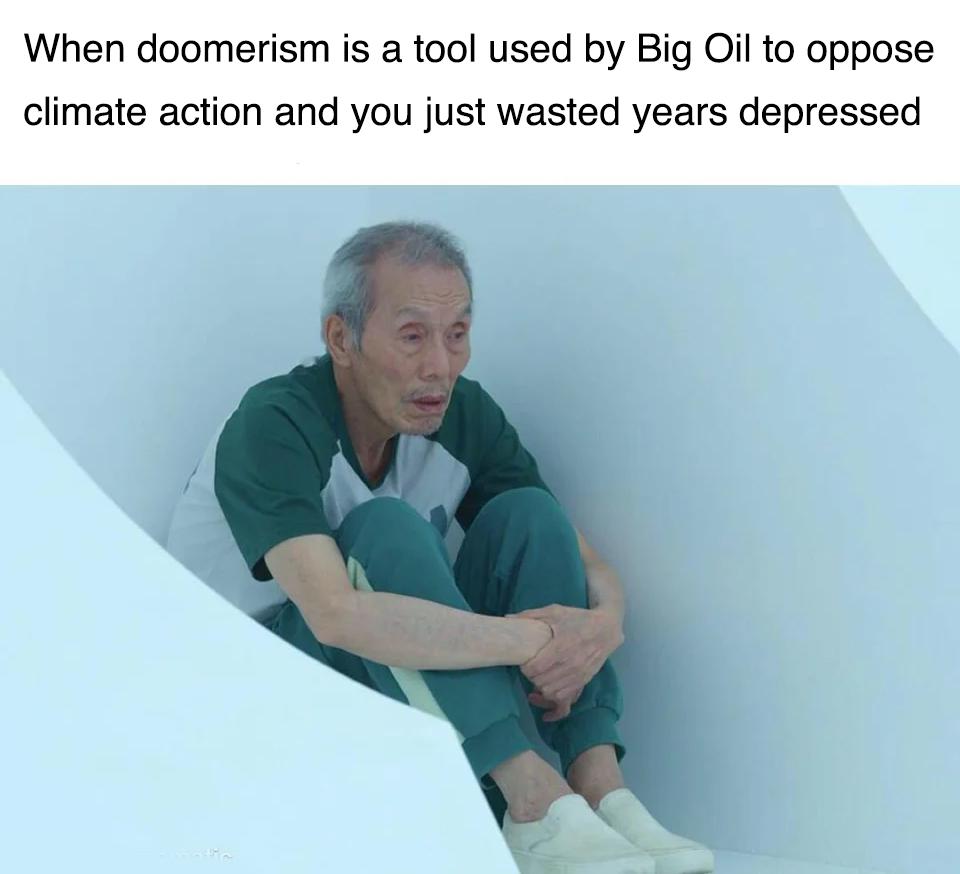 When doomerism is a tool used by Big Oil to oppose
climate action and you just wasted years depressed